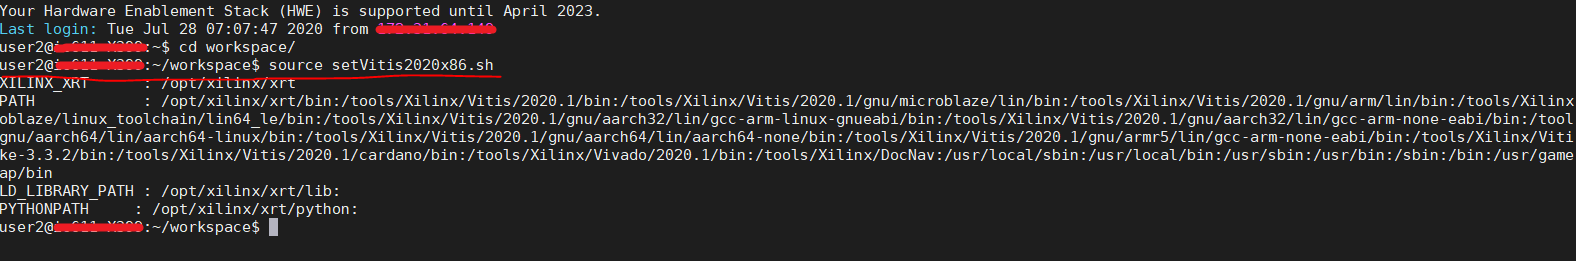 Your Hardware Enablement Stack (HWE) is supported until April 2023.
Last login: Tue Jul 28 07:07:47 2020 from
user2@ :~$ cd workspace/
user2@ :~/workspace$ source setVitis2020x86.sh
XILINX_XRT      : /opt/xilinx/xrt
PATH            : /opt/xilinx/xrt/bin:/tools/Xilinx/Vitis/2020.1/bin:/tools/Xilinx/Vitis/2020.1/gnu/microblaze/lin/bin:/tools/Xilinx/Vitis/2020.1/gnu/arm/lin/bin:/tools/Xilinx
oblaze/linux_toolchain/lin64_le/bin:/tools/Xilinx/Vitis/2020.1/gnu/aarch32/lin/gcc-arm-linux-gnueabi/bin:/tools/Xilinx/Vitis/2020.1/gnu/aarch32/lin/gcc-arm-none-eabi/bin:/tool
gnu/aarch64/lin/aarch64-linux/bin:/tools/Xilinx/Vitis/2020.1/gnu/aarch64/lin/aarch64-none/bin:/tools/Xilinx/Vitis/2020.1/gnu/armr5/lin/gcc-arm-none-eabi/bin:/tools/Xilinx/Viti
ke-3.3.2/bin:/tools/Xilinx/Vitis/2020.1/cardano/bin:/tools/Xilinx/Vivado/2020.1/bin:/tools/Xilinx/DocNav:/usr/local/sbin:/usr/local/bin:/usr/sbin:/usr/bin:/sbin:/bin:/usr/game
ap/bin
LD_LIBRARY_PATH : /opt/xilinx/xrt/lib:
PYTHONPATH     : /opt/xilinx/xrt/python:
user2@ :~/workspace$